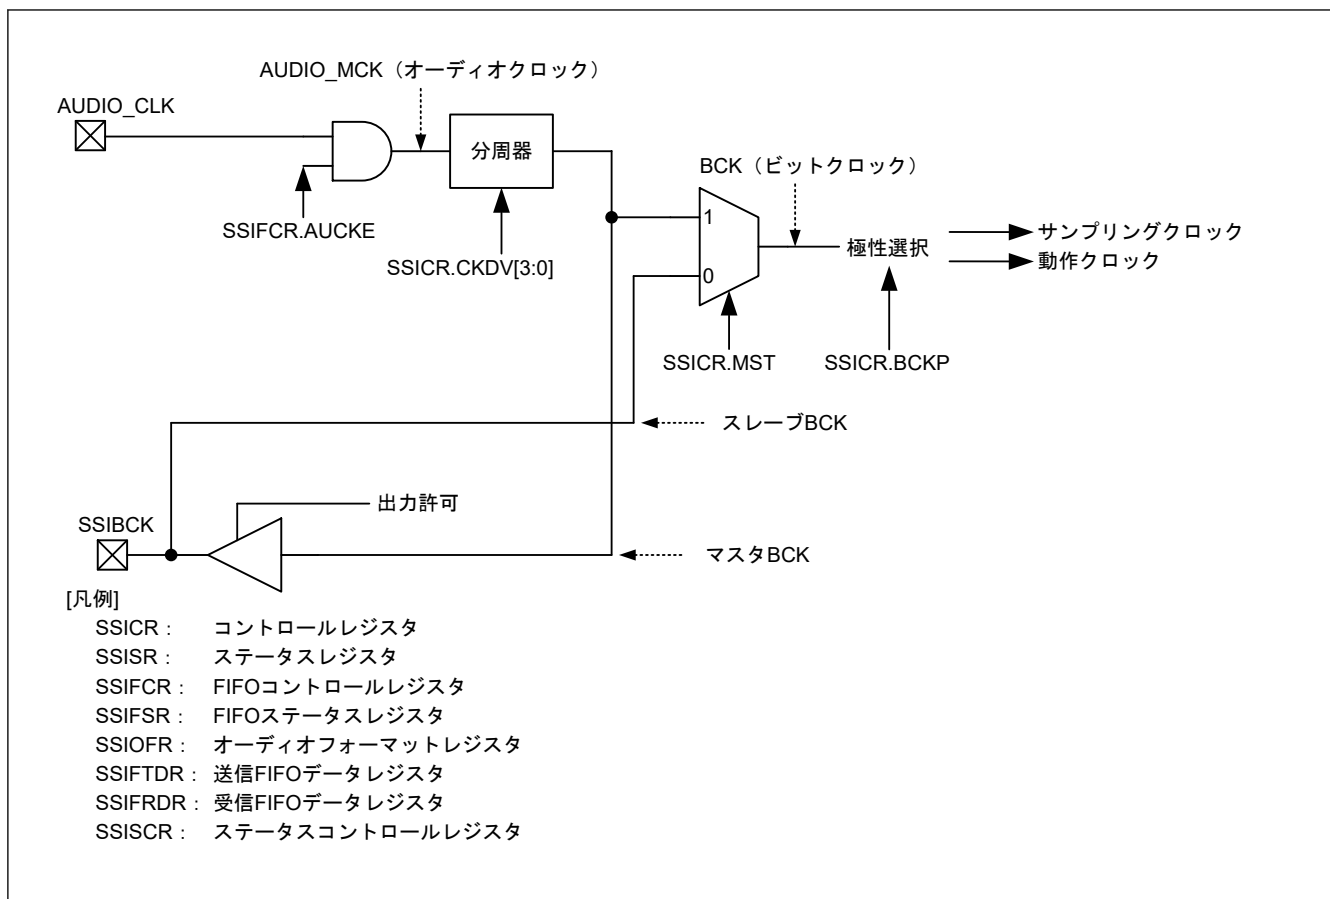 AUDIO_MCK（オーディオクロック）
AUDIO_CLK
分周器
BCK（ビットクロック）
SSIFCR.AUCKE
1
サンプリングクロック
極性選択
動作クロック
SSICR.CKDV[3:0]
0
SSICR.MST
SSICR.BCKP
スレーブBCK
出力許可
SSIBCK
マスタBCK
[凡例]
SSICR： コントロールレジスタ
SSISR： ステータスレジスタ
SSIFCR： FIFOコントロールレジスタ
SSIFSR： FIFOステータスレジスタ
SSIOFR： オーディオフォーマットレジスタ
SSIFTDR： 送信FIFOデータレジスタ
SSIFRDR： 受信FIFOデータレジスタ
SSISCR： ステータスコントロールレジスタ